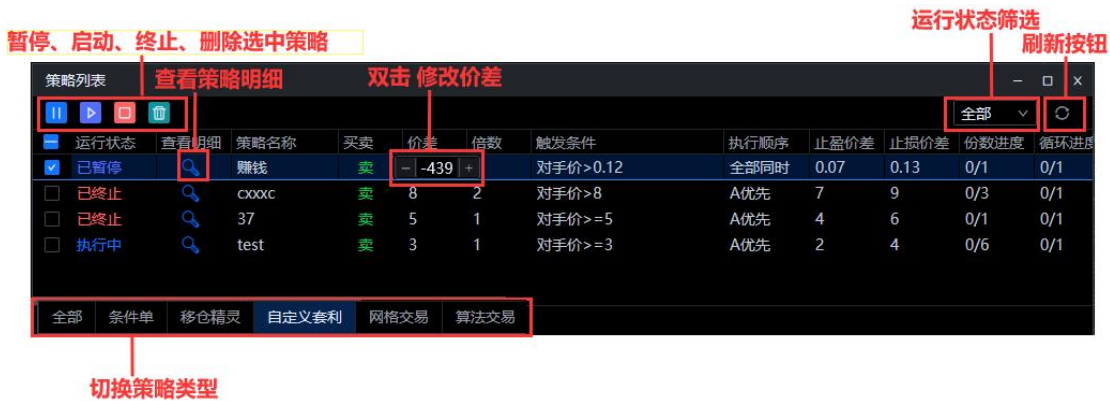 运行状态筛选
暂停、启动、终止、删除选中策略
刷新按钮
策略列表
查看策略明细
双击 修改价差
全部
运行状态 查看明细 策略名称 买卖 价差 倍数 触发条件 执行顺序 止盈价差 止损价差 份数进度 循环进度
已暂停 赚钱 卖 - -439 + 对手价>0.12 全部同时 0.07 0.13 0/1 0/1
已终止 cxxxc 卖 8 2 对手价>8 A优先 7 9 0/3 0/1
已终止 37 卖 5 1 对手价>=5 A优先 4 6 0/1 0/1
执行中 test 卖 3 1 对手价>=3 A优先 2 4 0/6 0/1
全部 条件单 移仓精灵 自定义套利 网格交易 算法交易
切换策略类型